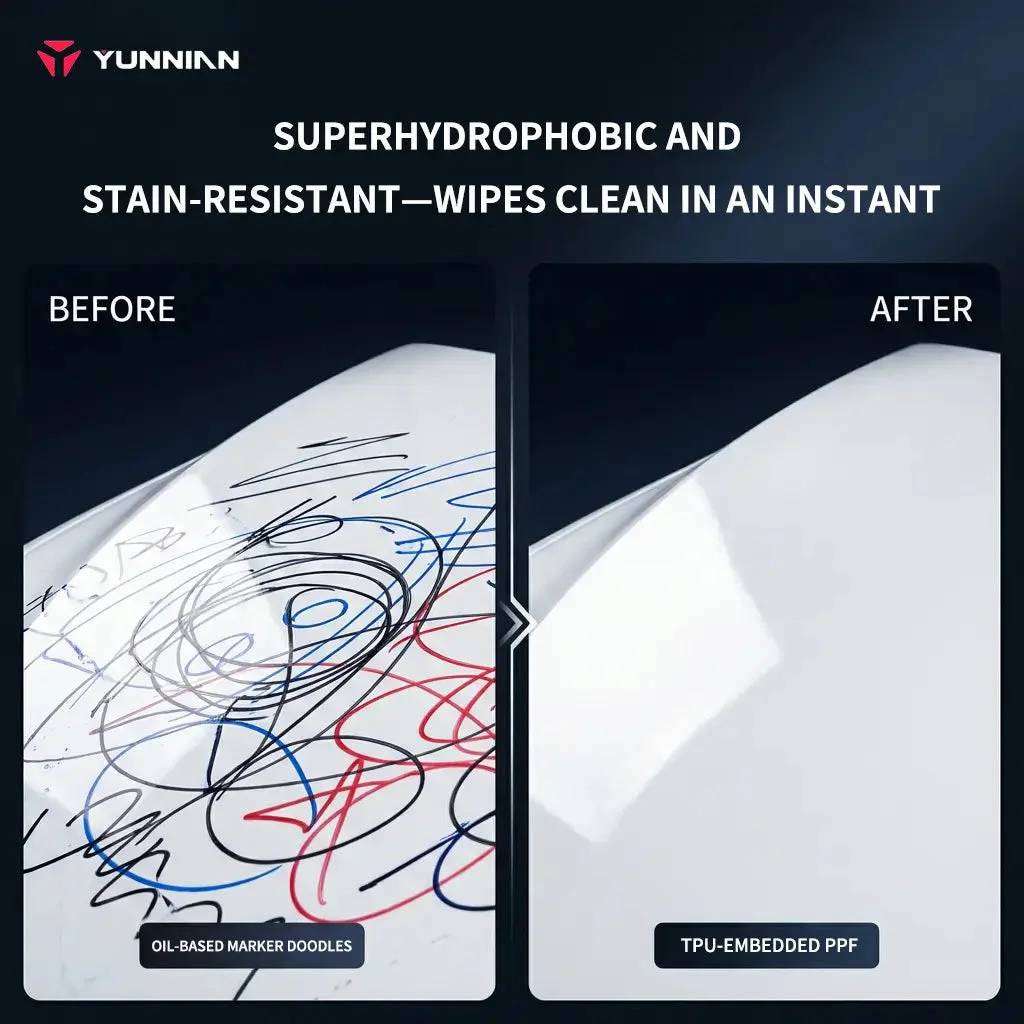 YUNNIAN
SUPERHYDROPHOBIC AND
STAIN-RESISTANT—WIPES CLEAN IN AN INSTANT
BEFORE
AFTER
OIL-BASED MARKER DOODLES
TPU-EMBEDDED PPF